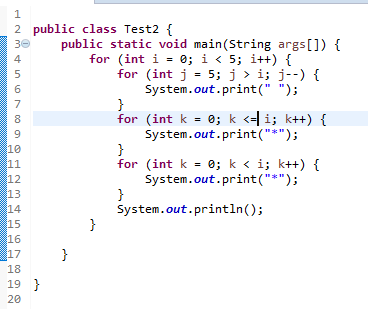 1
2 public class Test2 {
3 public static void main(String args[]) {
4 for (int i = 0; i < 5; i++) {
5 for (int j = 5; j > i; j--) {
6 System.out.print(" ");
7 }
8 for (int k = 0; k <= i; k++) {
9 System.out.print("*");
10 }
11 for (int k = 0; k < i; k++) {
12 System.out.print("*");
13 }
14 System.out.println();
15 }
16
17 }
18
19 }
20